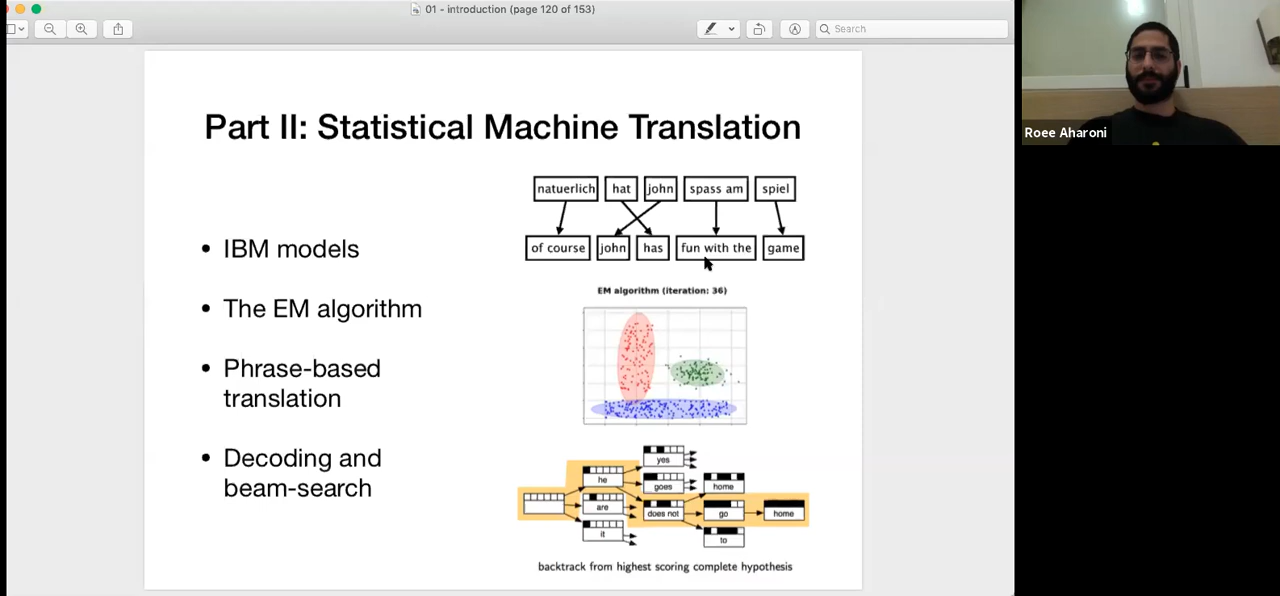 01 - introduction (page 120 of 153)
Search
Roee Aharoni
Part II: Statistical Machine Translation
• IBM models
• The EM algorithm
• Phrase-based
translation
• Decoding and
beam-search
natuerlich hat john spass am spiel
of course john has fun with the game
EM algorithm (iteration: 36)
yes
he goes home
are does not go home
it to
backtrack from highest scoring complete hypothesis